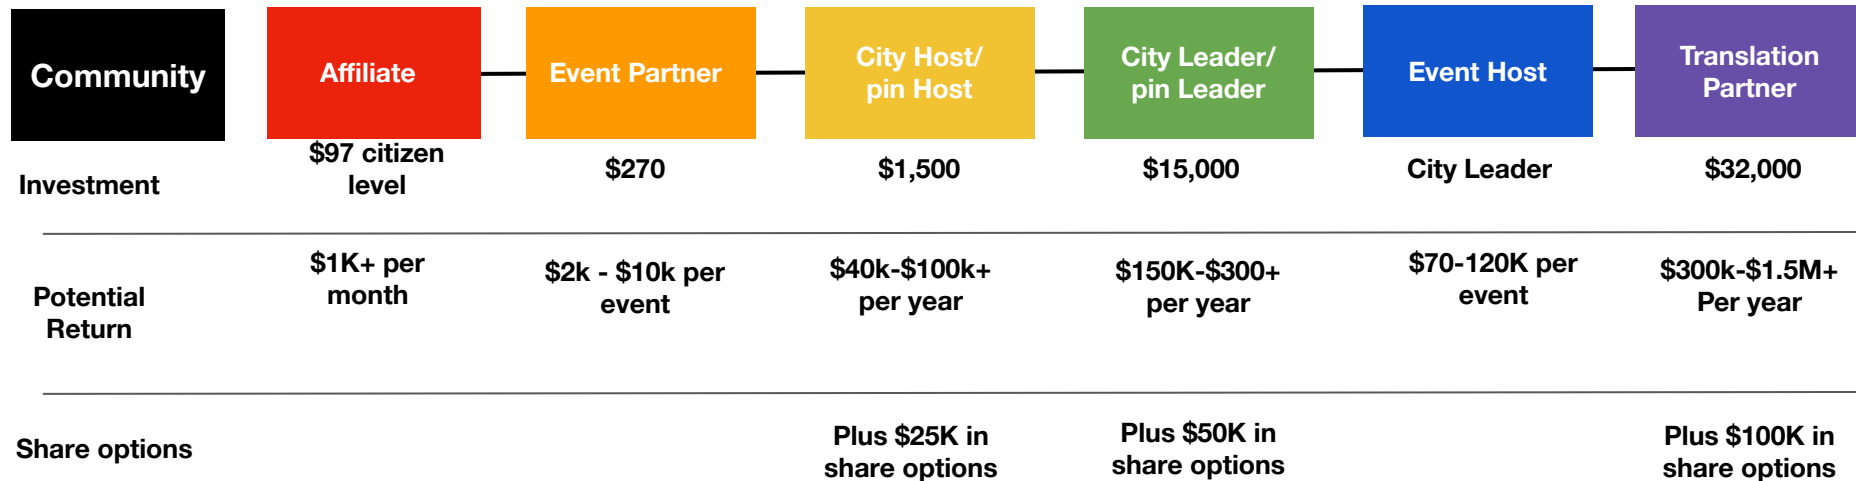 Community
Affiliate
Event Partner
City Host/
pin Host
City Leader/
pin Leader
Event Host
Translation
Partner
Investment
$97 citizen
level
$270
$1,500
$15,000
City Leader
$32,000
Potential
Return
$1K+ per
month
$2k - $10k per
event
$40k-$100k+
per year
$150K-$300+
per year
$70-120K per
event
$300k-$1.5M+
Per year
Share options
Plus $25K in
share options
Plus $50K in
share options
Plus $100K in
share options